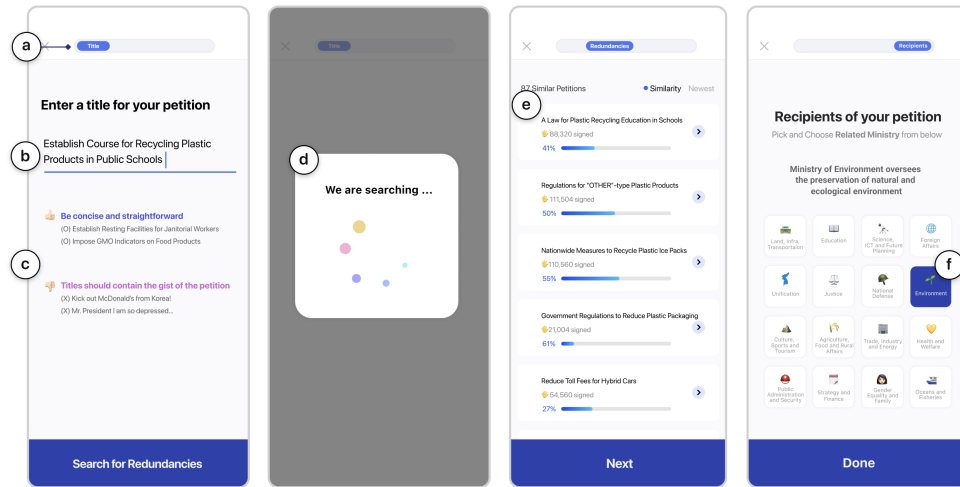 a
Title
Enter a title for your petition
b
Establish Course for Recycling Plastic
Products in Public Schools
👍 Be concise and straightforward
(O) Establish Resting Facilities for Janitorial Workers
(O) Impose GMO Indicators on Food Products
c
👎 Titles should contain the gist of the petition
(X) Kick out McDonald's from Korea!
(X) Mr. President I am so depressed...
Search for Redundancies
Title
d
We are searching ...
Redundancies
87 Similar Petitions
Similarity Newest
e
A Law for Plastic Recycling Education in Schools
88,320 signed
41%
Regulations for "OTHER"-type Plastic Products
111,504 signed
50%
Nationwide Measures to Recycle Plastic Ice Packs
110,560 signed
55%
Government Regulations to Reduce Plastic Packaging
21,004 signed
61%
Reduce Toll Fees for Hybrid Cars
54,560 signed
27%
Next
Recipients
Recipients of your petition
Pick and Choose Related Ministry from below
Ministry of Environment oversees
the preservation of natural and
ecological environment
Land, Infra,
Transportaion
Education
Science,
ICT and Future
Planning
Foreign
Affairs
f
Unification
Justice
National
Defense
Environment
Culture,
Sports and
Tourism
Agriculture,
Food and Rural
Affairs
Trade, Industry
and Energy
Health and
Welfare
Public
Administration
and Security
Strategy and
Finance
Gender
Equality and
Family
Oceans and
Fisheries
Done